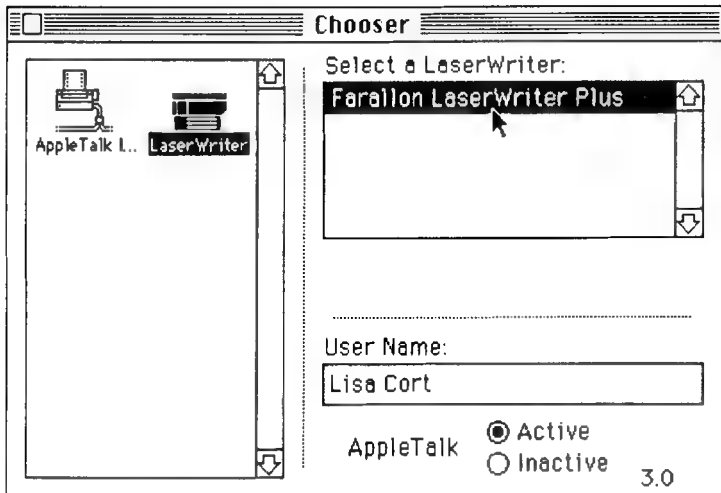 Chooser
AppleTalk I...
LaserWriter
Select a LaserWriter:
Farallon LaserWriter Plus
User Name:
Lisa Cort
AppleTalk
Active
Inactive
3.0